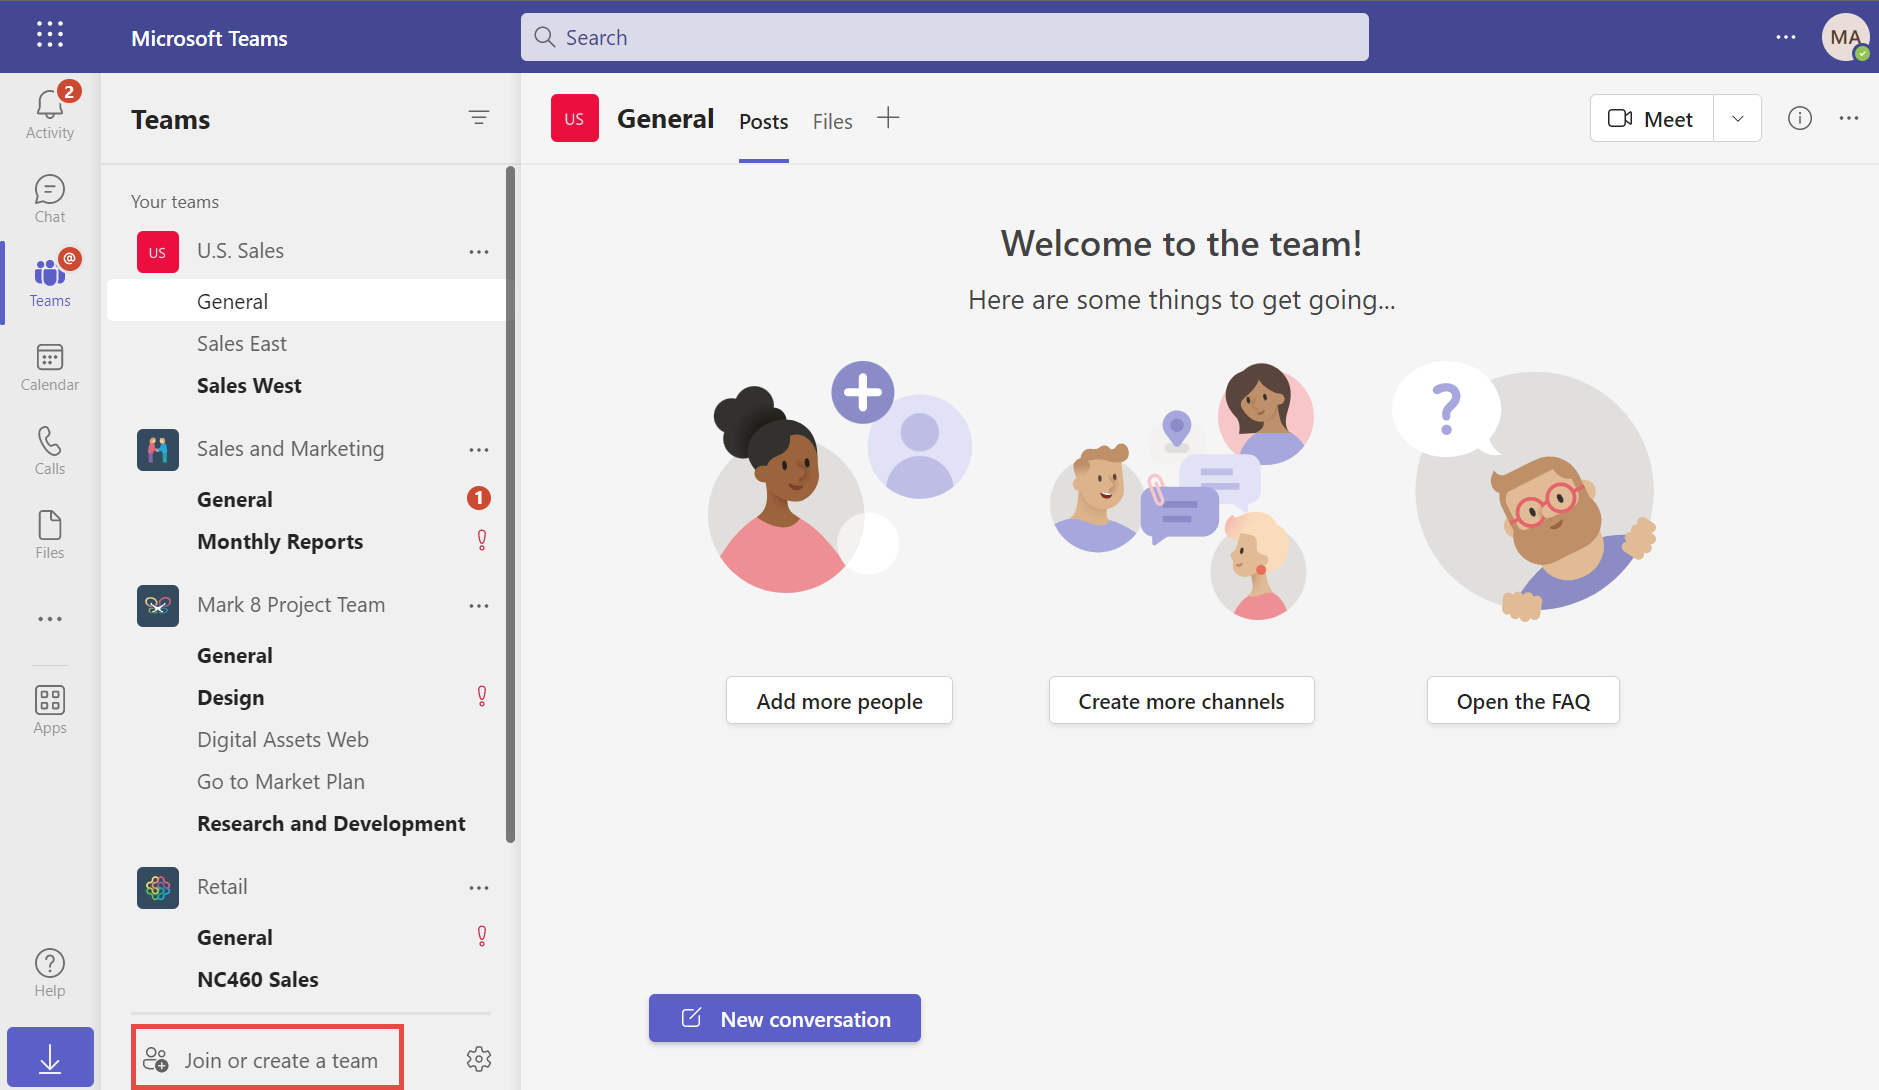 Microsoft Teams
Search
MA
2
Activity
Chat
@
Teams
Calendar
Calls
Files
Apps
Help
Teams
Your teams
US U.S. Sales
General
Sales East
Sales West
Sales and Marketing
General 1
Monthly Reports
Mark 8 Project Team
General
Design
Digital Assets Web
Go to Market Plan
Research and Development
Retail
General
NC460 Sales
Join or create a team
US General Posts Files
Meet
Welcome to the team!
Here are some things to get going...
?
Add more people
Create more channels
Open the FAQ
New conversation